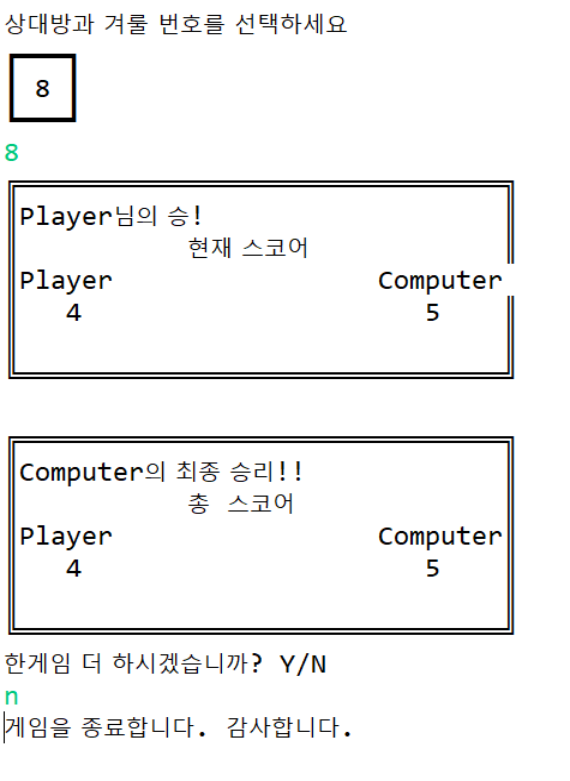 상대방과 겨룰 번호를 선택하세요
8
8
Player님의 승!
현재 스코어
Player Computer
4 5
Computer의 최종 승리!!
총 스코어
Player Computer
4 5
한게임 더 하시겠습니까? Y/N
n
게임을 종료합니다. 감사합니다.